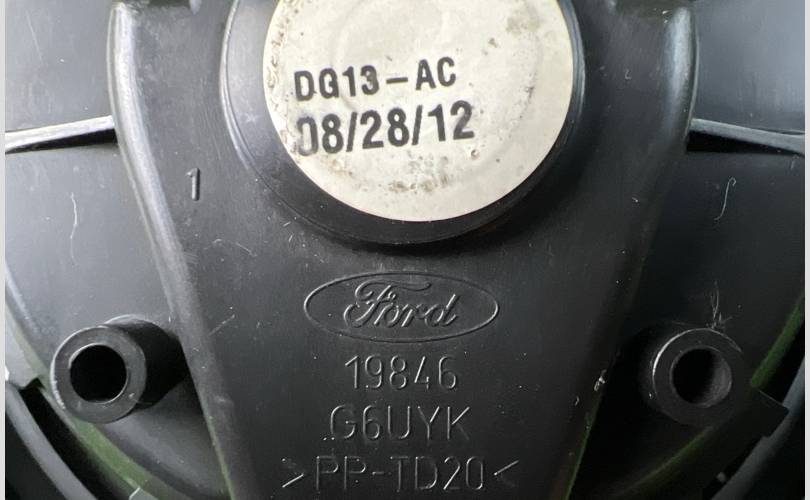 DG13-AC
08/28/12
1
Ford
19846
G6UYK
>PP-TD20<